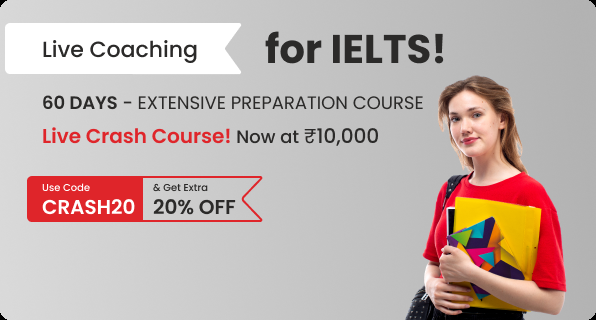 Live Coaching for IELTS!
60 DAYS - EXTENSIVE PREPARATION COURSE
Live Crash Course! Now at ₹10,000
Use Code
CRASH20
& Get Extra
20% OFF